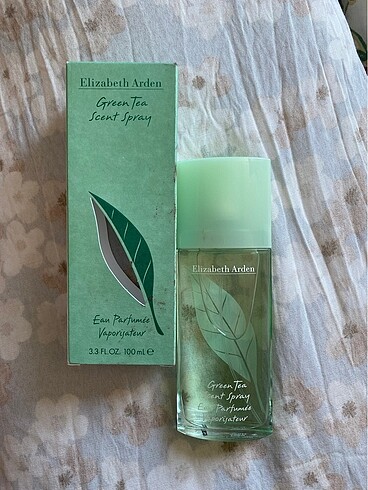 Elizabeth Arden
Green Tea
Scent Spray
Eau Parfumée
Vaporisateur
3.3 FL.OZ. 100 mL e
Elizabeth Arden
Green Tea
Scent Spray
Eau Parfumée
Vaporisateur